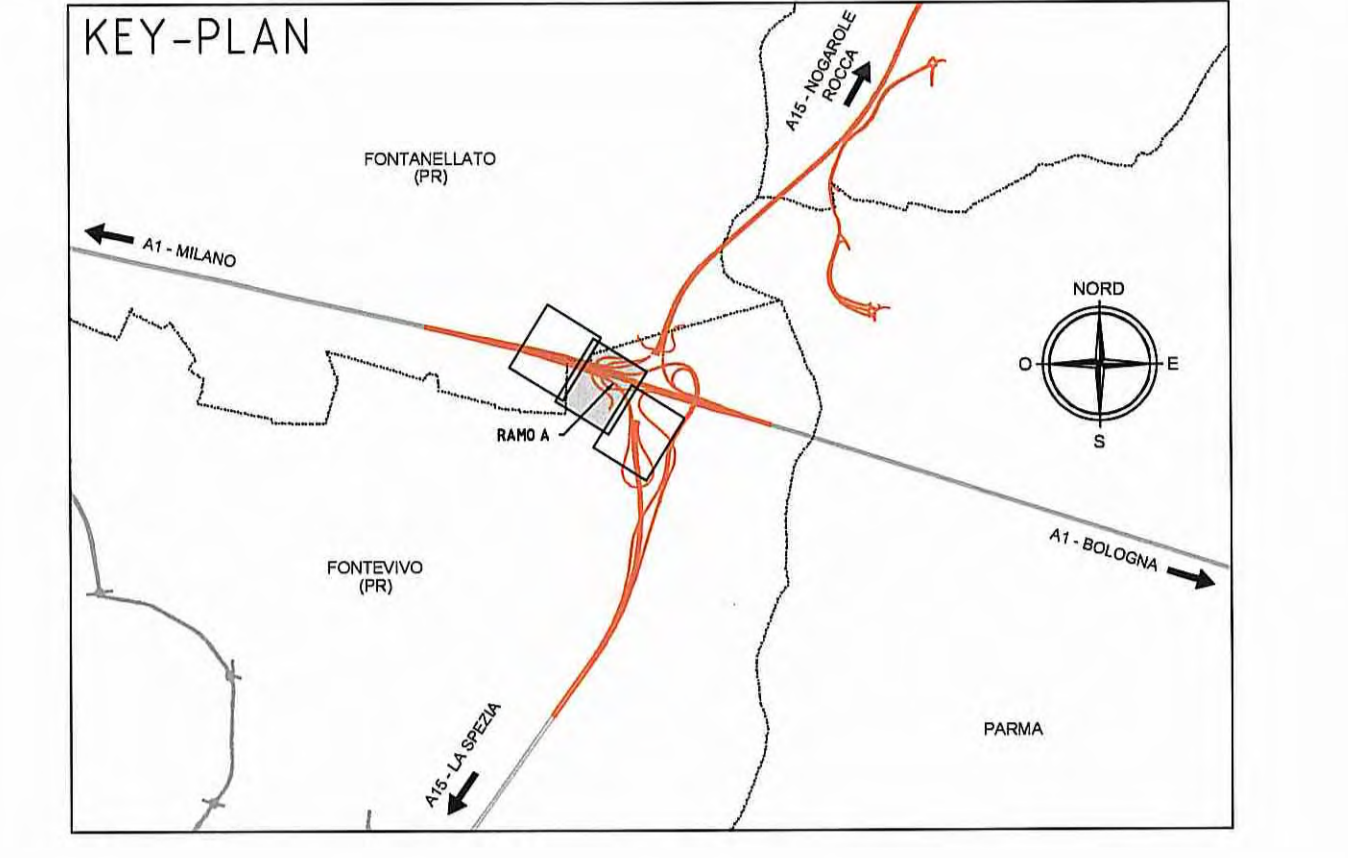 KEY-PLAN
A15 - NOGAROLE
ROCCA
FONTANELLATO
(PR)
A1 - MILANO
NORD
O
E
S
RAMO A
A1 - BOLOGNA
FONTEVIVO
(PR)
A15 - LA SPEZIA
PARMA